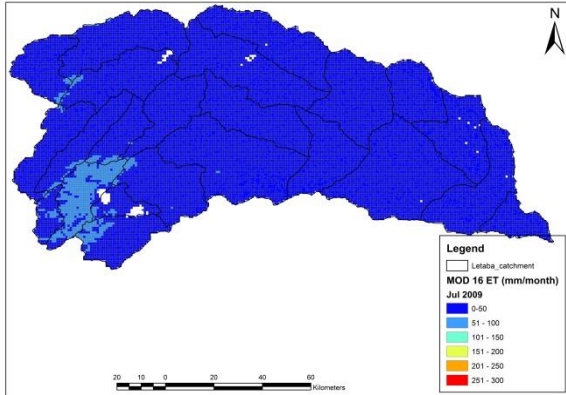 N
Legend
Letaba_catchment
MOD 16 ET (mm/month)
Jul 2009
0-50
51 - 100
101 - 150
151 - 200
201 - 250
251 - 300
20 10 0 20 40 60
Kilometers